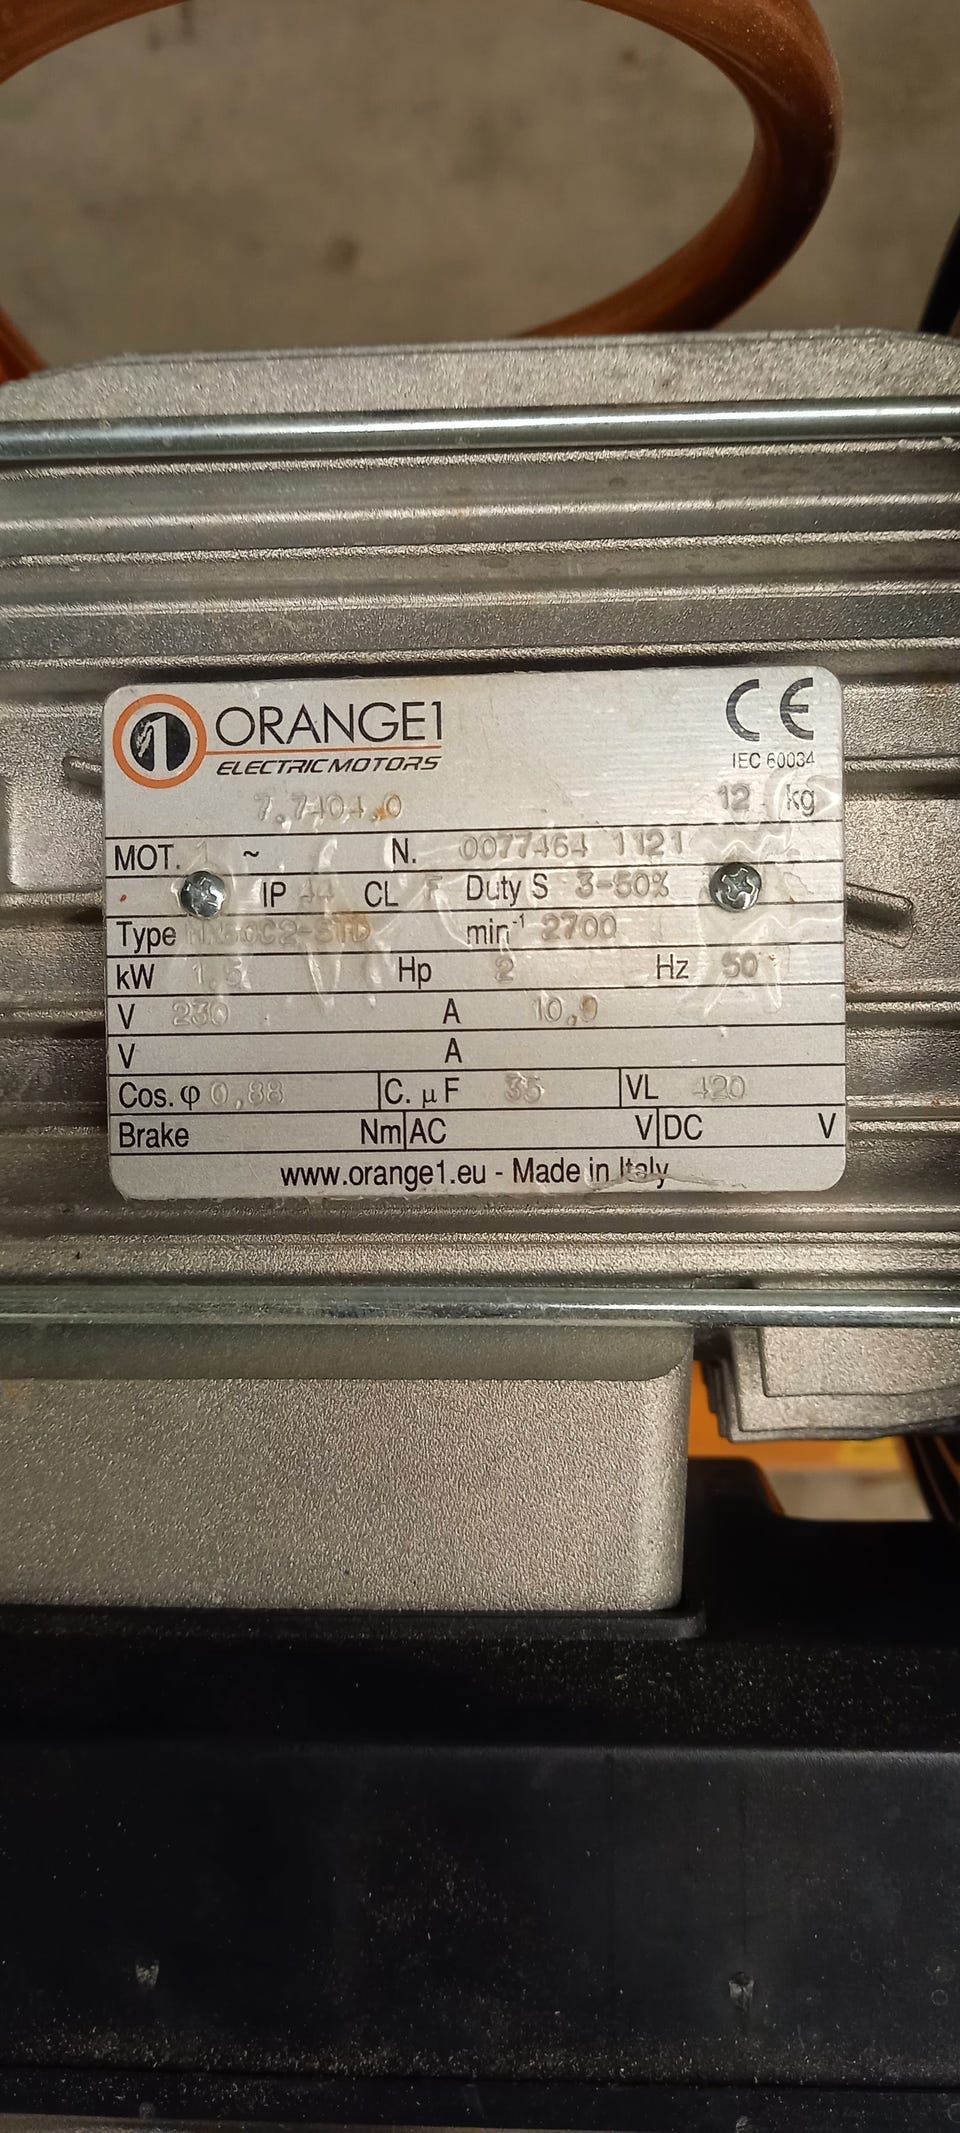 1 ORANGE1
ELECTRICMOTORS
CE
IEC 60034
7.7404.0 12 kg
MOT. 1 ~ N. 0077464 1121
IP 44 CL F Duty S 3-50%
Type min⁻¹ 2700
kW 1,5 Hp 2 Hz 50
V 230 A 10,9
V A
Cos. φ 0,88 C. µF 35 VL 420
Brake Nm AC V DC V
www.orange1.eu - Made in Italy